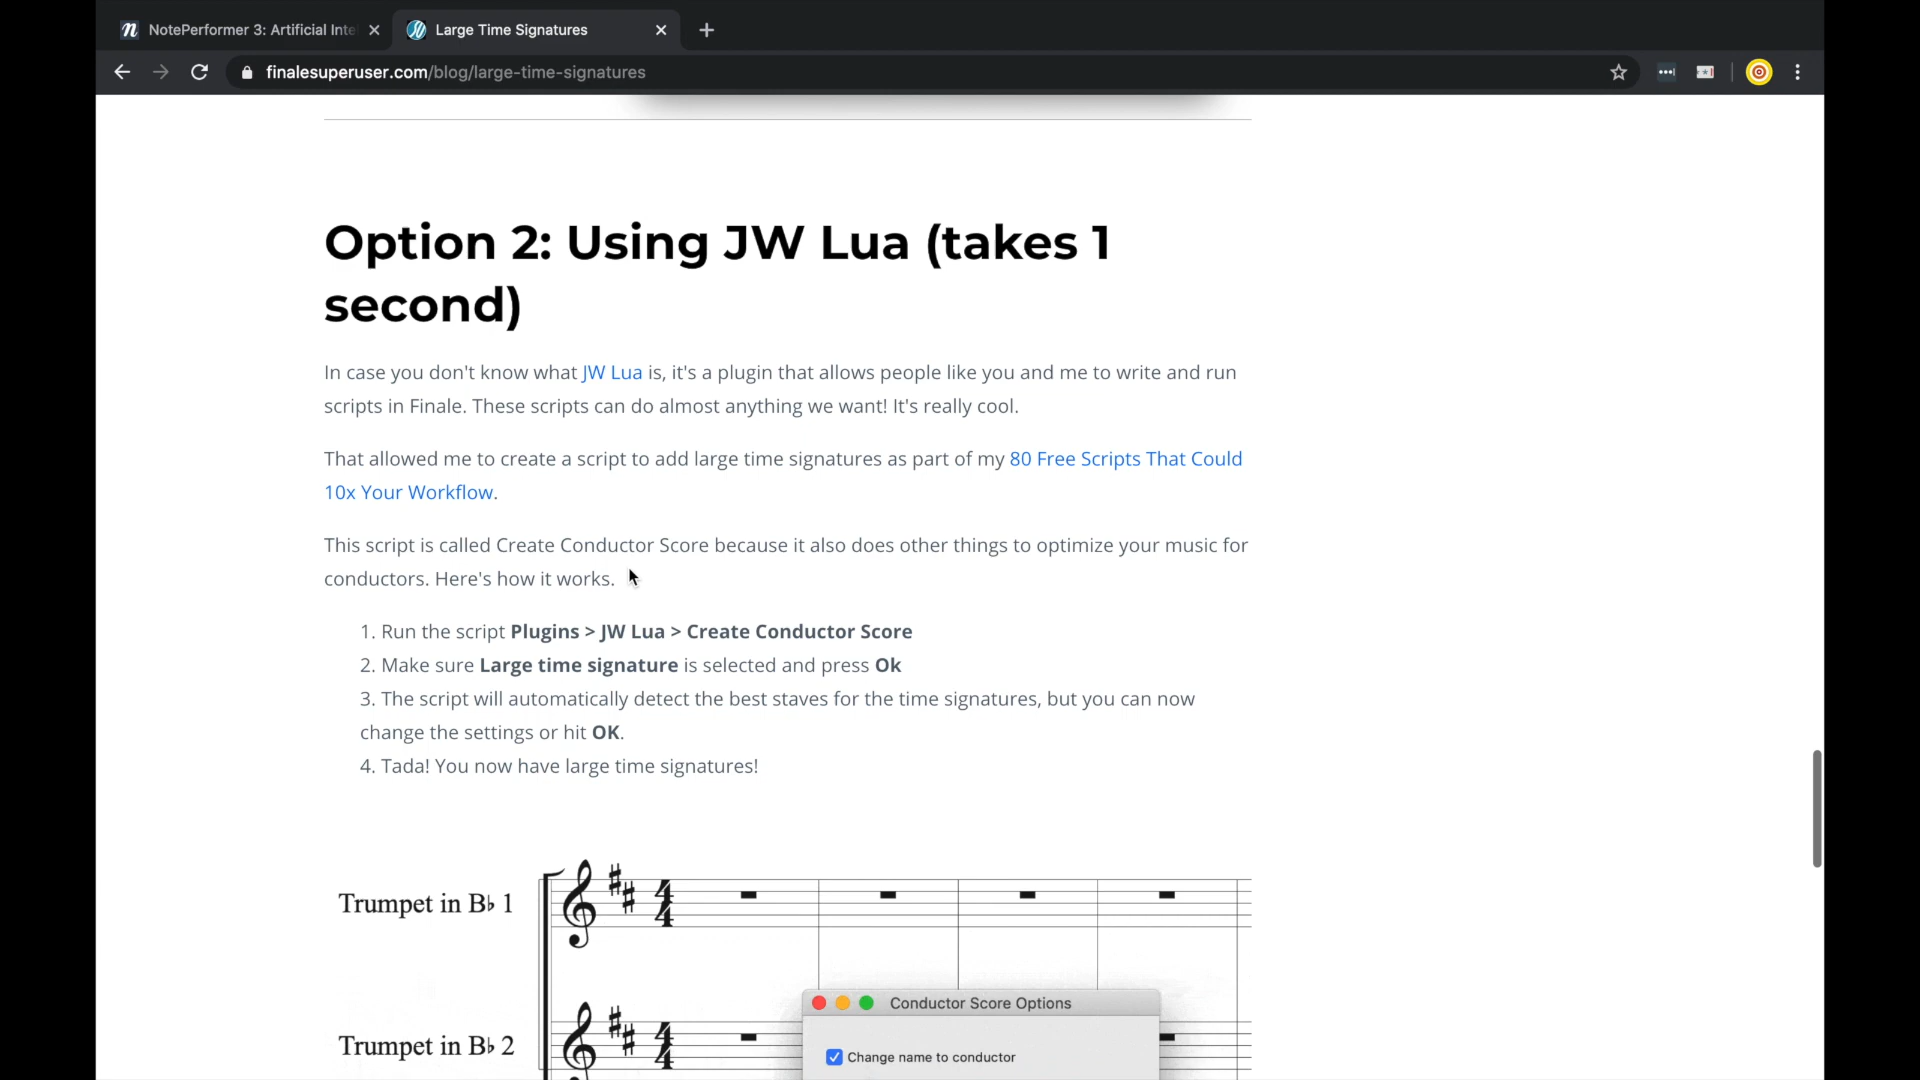 NotePerformer 3: Artificial Inte
Large Time Signatures
finalesuperuser.com/blog/large-time-signatures
Option 2: Using JW Lua (takes 1
second)
In case you don't know what JW Lua is, it's a plugin that allows people like you and me to write and run
scripts in Finale. These scripts can do almost anything we want! It's really cool.
That allowed me to create a script to add large time signatures as part of my 80 Free Scripts That Could
10x Your Workflow.
This script is called Create Conductor Score because it also does other things to optimize your music for
conductors. Here's how it works.
1. Run the script Plugins > JW Lua > Create Conductor Score
2. Make sure Large time signature is selected and press Ok
3. The script will automatically detect the best staves for the time signatures, but you can now
change the settings or hit OK.
4. Tada! You now have large time signatures!
Trumpet in B♭ 1
Trumpet in B♭ 2
Conductor Score Options
Change name to conductor